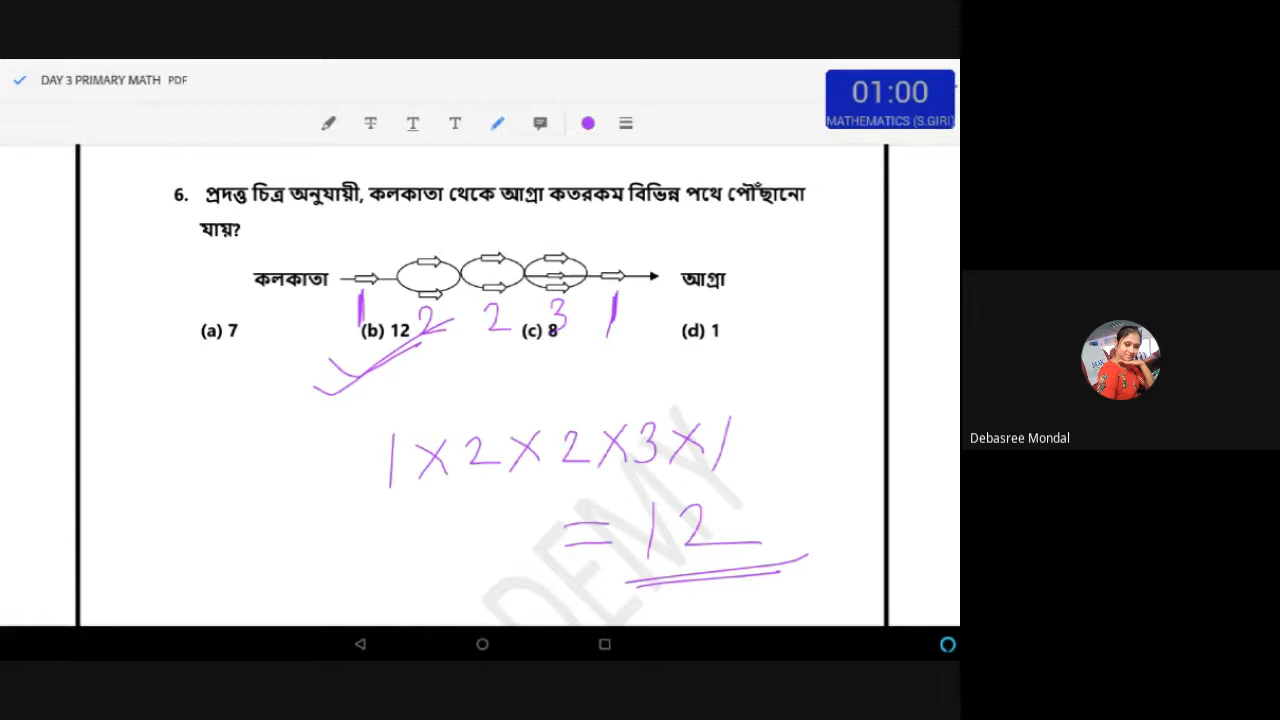 DAY 3 PRIMARY MATH PDF
01:00
MATHEMATICS (S.GIRI)
T T T
6. প্রদত্ত চিত্র অনুযায়ী, কলকাতা থেকে আগ্রা কতরকম বিভিন্ন পথে পৌঁছানো
যায়?
কলকাতা আগ্রা
1 2 2 3 1
(a) 7 (b) 12 (c) 8 (d) 1
1 X 2 X 2 X 3 X 1
= 12
DEMY
Debasree Mondal